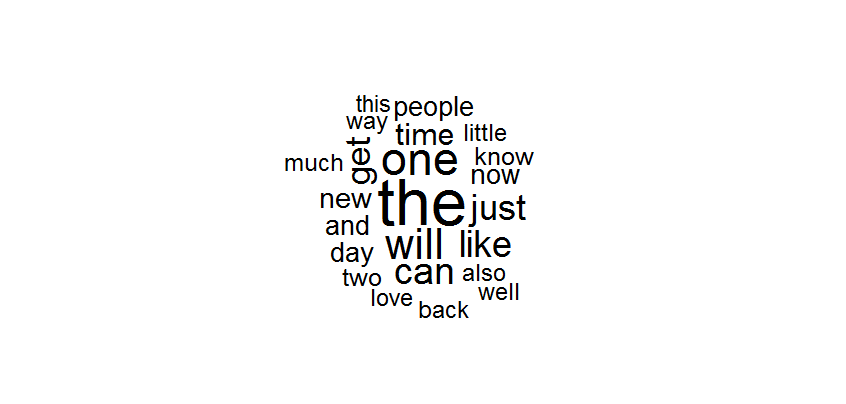 this people
way time little
much get one know
now
new the just
and will like
day can also
two well
love back